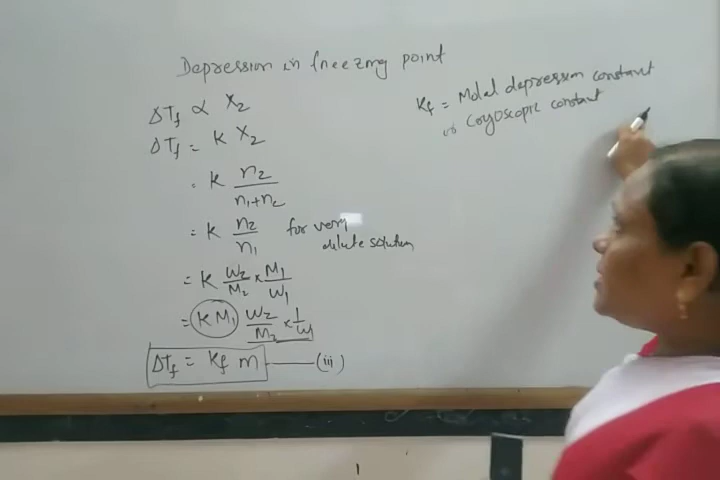 Depression in freezing point
ΔTf ∝ X2
ΔTf = K X2
= K n2 / n1+n2
= K n2 / n1 for very dilute solution
= K W2/M2 × M1/W1
= K M1 W2/M2 × 1/W1
ΔTf = Kf m —— (iii)
Kf = Molal depression constant
or Cryoscopic constant